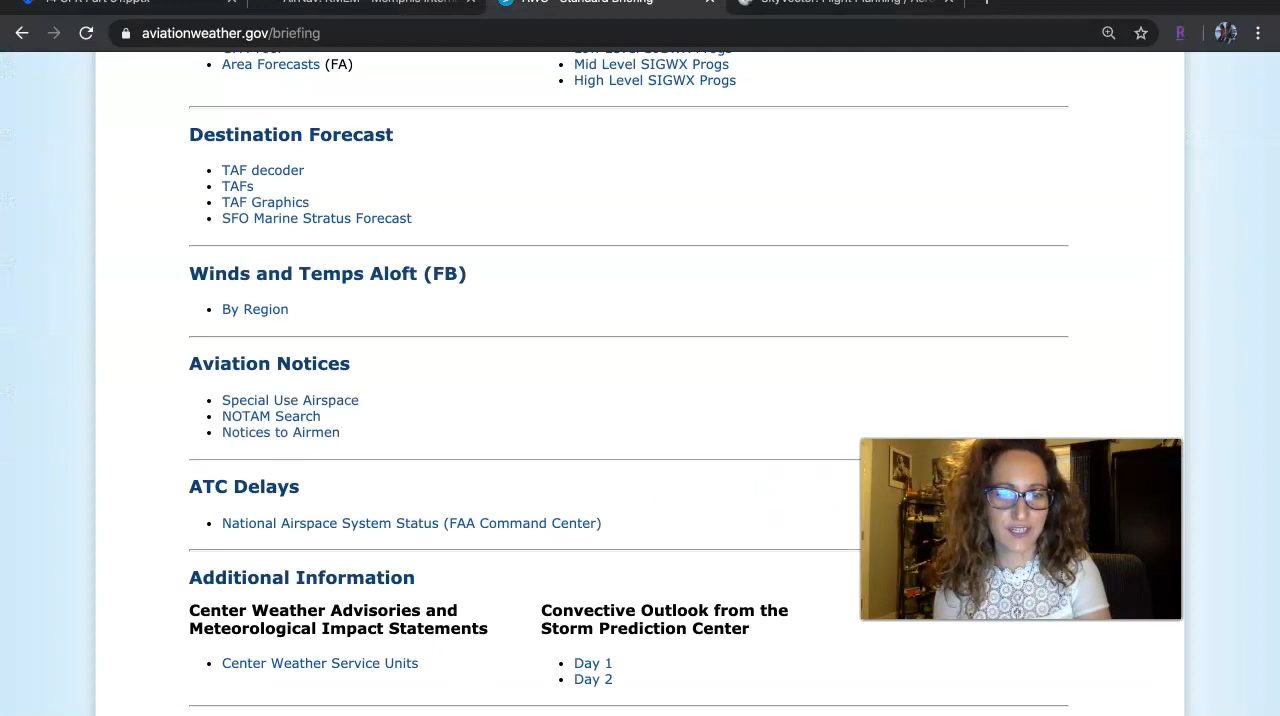 aviationweather.gov/briefing
Area Forecasts (FA)
Mid Level SIGWX Progs
High Level SIGWX Progs
Destination Forecast
TAF decoder
TAFs
TAF Graphics
SFO Marine Stratus Forecast
Winds and Temps Aloft (FB)
By Region
Aviation Notices
Special Use Airspace
NOTAM Search
Notices to Airmen
ATC Delays
National Airspace System Status (FAA Command Center)
Additional Information
Center Weather Advisories and
Meteorological Impact Statements
Center Weather Service Units
Convective Outlook from the
Storm Prediction Center
Day 1
Day 2